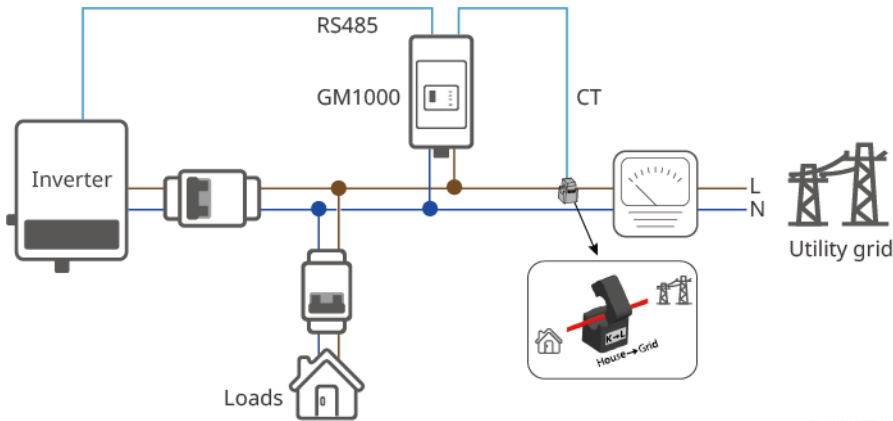 RS485
GM1000
CT
Inverter
L
N
Utility grid
K→L
House→Grid
Loads